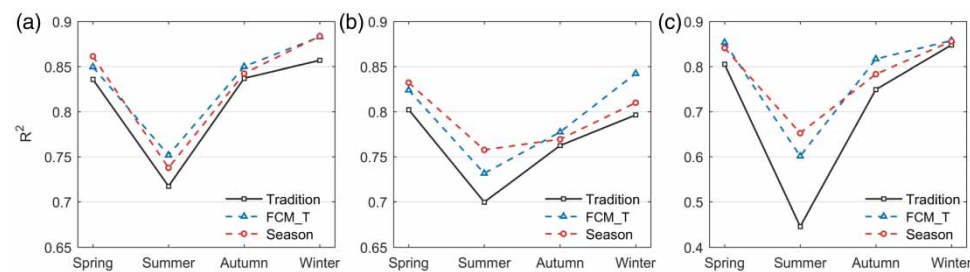 (a)
R²
0.9
0.85
0.8
0.75
0.7
0.65
Spring Summer Autumn Winter
Tradition
FCM_T
Season
(b)
0.9
0.85
0.8
0.75
0.7
0.65
Spring Summer Autumn Winter
Tradition
FCM_T
Season
(c)
0.9
0.8
0.7
0.6
0.5
0.4
Spring Summer Autumn Winter
Tradition
FCM_T
Season